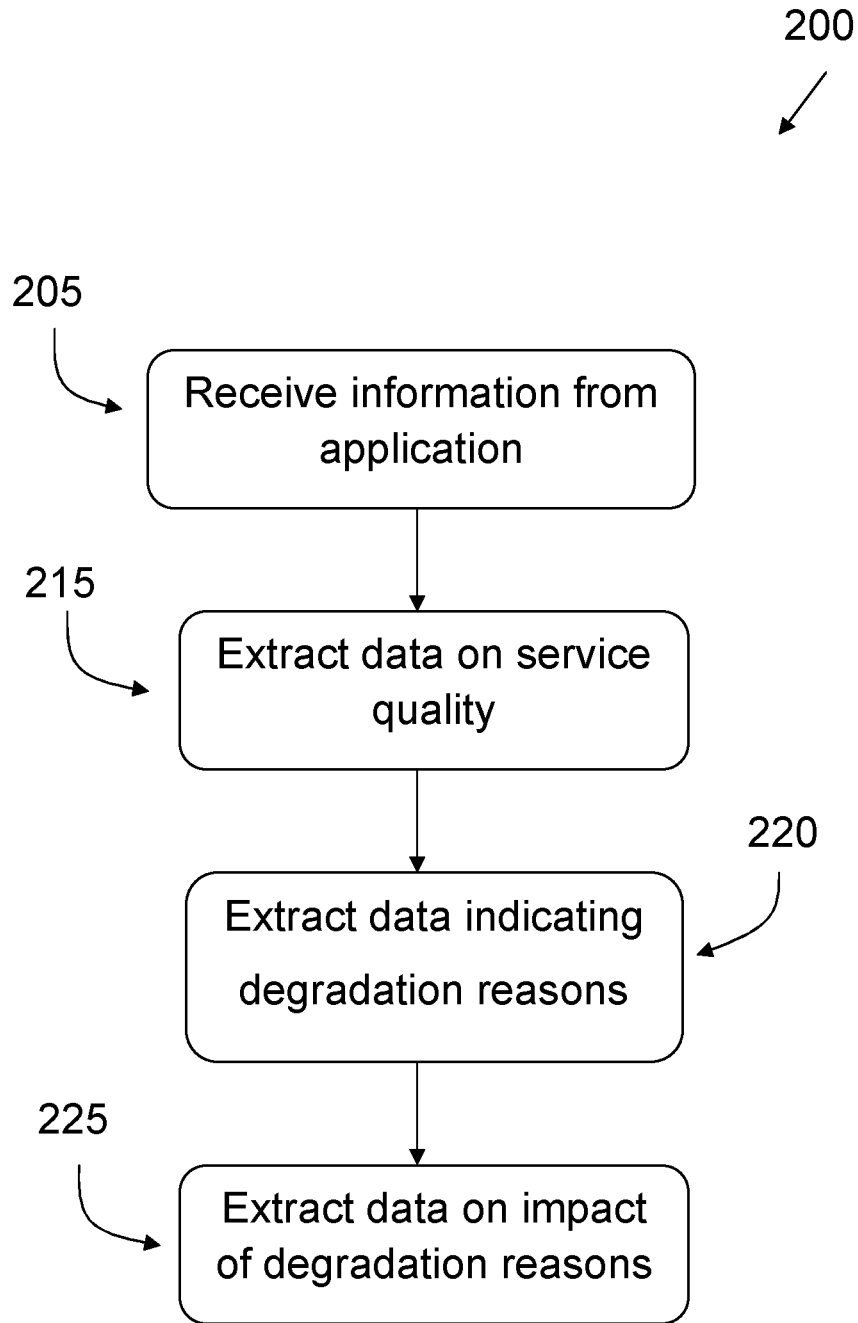 200
205
Receive information from
application
215
Extract data on service
quality
220
Extract data indicating
degradation reasons
225
Extract data on impact
of degradation reasons